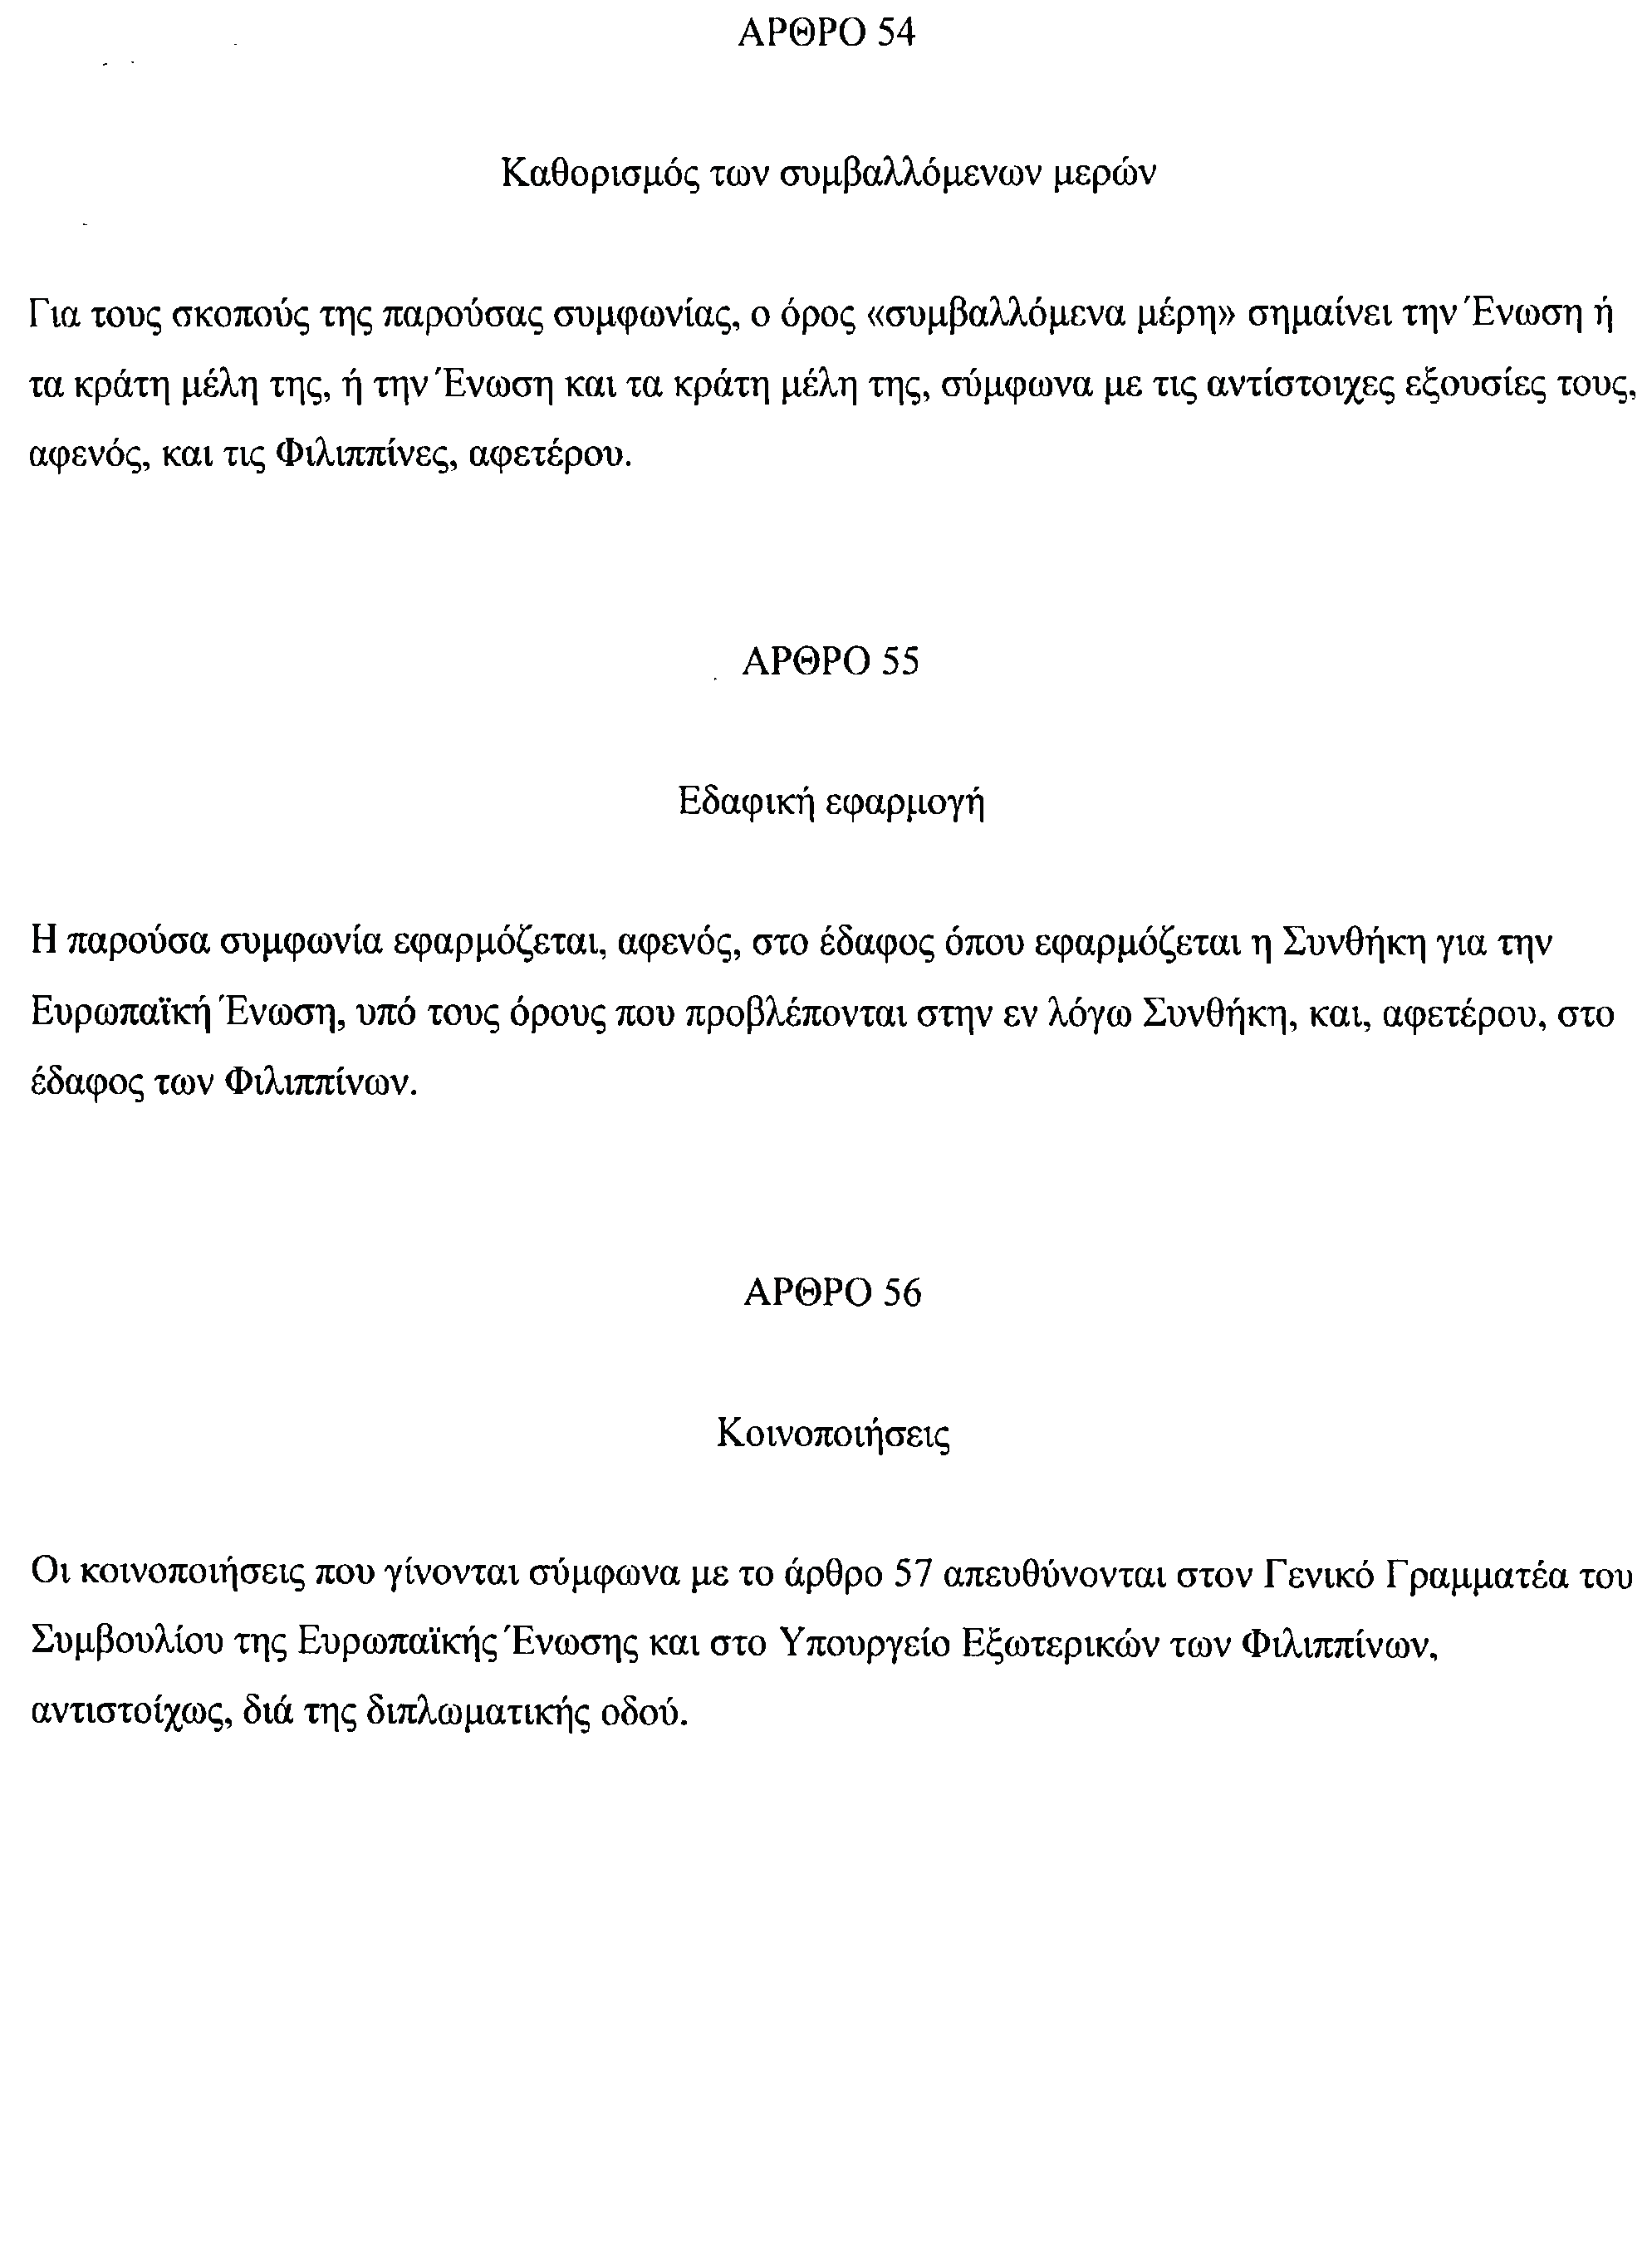 ΑΡΘΡΟ 54
Καθορισμός των συμβαλλόμενων μερών
Για τους σκοπούς της παρούσας συμφωνίας, ο όρος «συμβαλλόμενα μέρη» σημαίνει την Ένωση ή
τα κράτη μέλη της, ή την Ένωση και τα κράτη μέλη της, σύμφωνα με τις αντίστοιχες εξουσίες τους,
αφενός, και τις Φιλιππίνες, αφετέρου.
ΑΡΘΡΟ 55
Εδαφική εφαρμογή
Η παρούσα συμφωνία εφαρμόζεται, αφενός, στο έδαφος όπου εφαρμόζεται η Συνθήκη για την
Ευρωπαϊκή Ένωση, υπό τους όρους που προβλέπονται στην εν λόγω Συνθήκη, και, αφετέρου, στο
έδαφος των Φιλιππίνων.
ΑΡΘΡΟ 56
Κοινοποιήσεις
Οι κοινοποιήσεις που γίνονται σύμφωνα με το άρθρο 57 απευθύνονται στον Γενικό Γραμματέα του
Συμβουλίου της Ευρωπαϊκής Ένωσης και στο Υπουργείο Εξωτερικών των Φιλιππίνων,
αντιστοίχως, διά της διπλωματικής οδού.